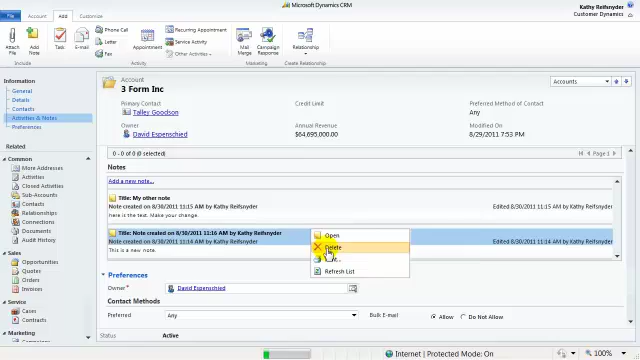 Microsoft Dynamics CRM
Kathy Reifsnyder
Customer Dynamics
File
Account
Add
Customize
Attach File
Add Note
Task
E-mail
Phone Call
Letter
Fax
Appointment
Recurring Appointment
Service Activity
Other Activities
Mail Merge
Campaign Response
Relationship
Include
Marketing
Create Relationship
Information
General
Details
Contacts
Activities & Notes
Preferences
Related
Common
More Addresses
Activities
Closed Activities
Sub-Accounts
Contacts
Relationships
Connections
Documents
Audit History
Sales
Opportunities
Quotes
Orders
Invoices
Service
Cases
Contracts
Marketing
Account
3 Form Inc
Accounts
Primary Contact
Talley Goodson
Credit Limit
Preferred Method of Contact
Any
Owner
David Espenschied
Annual Revenue
$64,695,000.00
Modified On
8/29/2011 7:53 PM
0 - 0 of 0 (0 selected)
Page 1
Notes
Add a new note...
Title: My other note
Note created on 8/30/2011 11:15 AM by Kathy Reifsnyder
Edited 8/30/2011 11:15 AM by Kathy Reifsnyder
here is the text. Make your change.
Title: Note created on 8/30/2011 11:16 AM by Kathy Reifsnyder
Note created on 8/30/2011 11:16 AM by Kathy Reifsnyder
Edited 8/30/2011 11:14 AM by Kathy Reifsnyder
This is a new note.
Open
Delete
Refresh List
Preferences
Owner *
David Espenschied
Contact Methods
Preferred
Any
Bulk E-mail
Allow
Do Not Allow
Status
Active
Internet | Protected Mode: On
100%